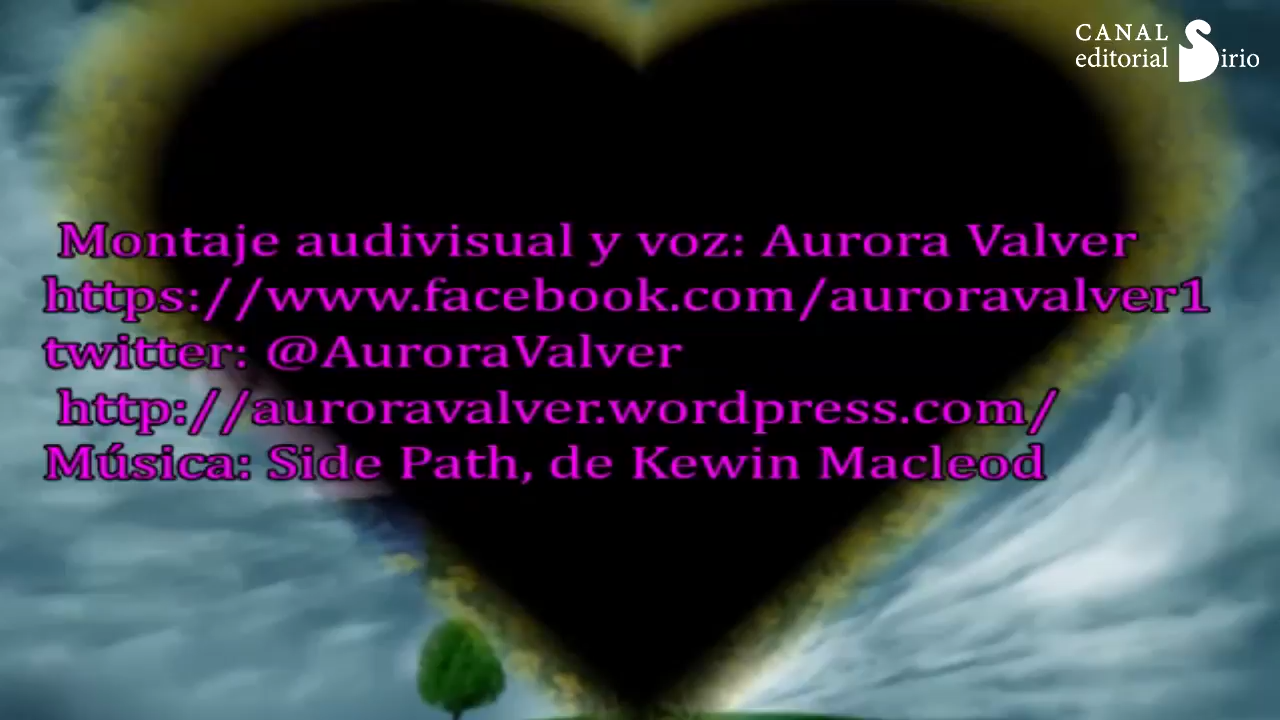 CANAL
editorial Sirio
Montaje audivisual y voz: Aurora Valver
https://www.facebook.com/auroravalver1
twitter: @AuroraValver
http://auroravalver.wordpress.com/
Música: Side Path, de Kewin Macleod